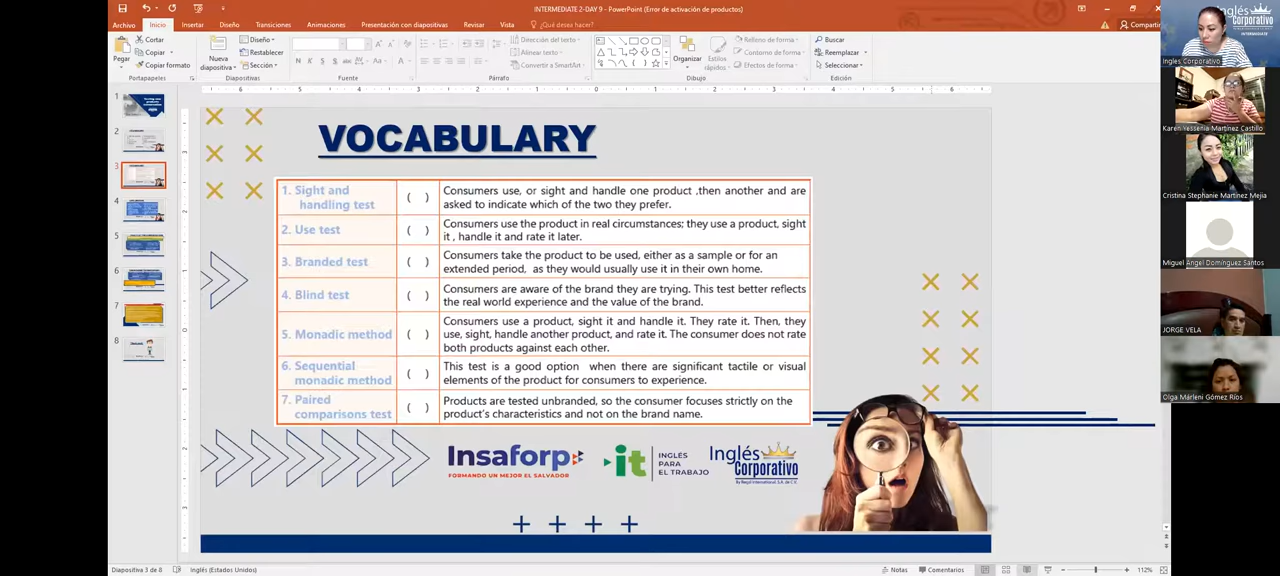 INTERMEDIATE 2-DAY 9 - PowerPoint (Error de activación de productos)
Archivo Inicio Insertar Diseño Transiciones Animaciones Presentación con diapositivas Revisar Vista ¿Qué desea hacer? Compartir
Pegar
Cortar
Copiar
Copiar formato
Portapapeles
Nueva diapositiva
Diseño
Restablecer
Sección
Diapositivas
Fuente
Dirección del texto
Alinear texto
Convertir a SmartArt
Párrafo
Organizar
Estilos rápidos
Relleno de forma
Contorno de forma
Efectos de forma
Dibujo
Buscar
Reemplazar
Seleccionar
Edición
VOCABULARY
1. Sight and
handling test
( )
Consumers use, or sight and handle one product ,then another and are
asked to indicate which of the two they prefer.
2. Use test
( )
Consumers use the product in real circumstances; they use a product, sight
it , handle it and rate it later.
3. Branded test
( )
Consumers take the product to be used, either as a sample or for an
extended period, as they would usually use it in their own home.
4. Blind test
( )
Consumers are aware of the brand they are trying. This test better reflects
the real world experience and the value of the brand.
5. Monadic method
( )
Consumers use a product, sight it and handle it. They rate it. Then, they
use, sight, handle another product, and rate it. The consumer does not rate
both products against each other.
6. Sequential
monadic method
( )
This test is a good option when there are significant tactile or visual
elements of the product for consumers to experience.
7. Paired
comparisons test
( )
Products are tested unbranded, so the consumer focuses strictly on the
product's characteristics and not on the brand name.
Insaforp
FORMANDO UN MEJOR EL SALVADOR
it
INGLÉS
PARA
EL TRABAJO
Inglés
Corporativo
Inglés
Corporativo
INTERMEDIATE
Inglés Corporativo
Karen Yessenia Martínez Castillo
Cristina Stephanie Martínez Mejia
Miguel Angel Domínguez Santos
JORGE VELA
Olga Marleni Gómez Ríos
1
2
3
4
5
6
7
8
Diapositiva 3 de 8 Inglés (Estados Unidos) Notas Comentarios 112%